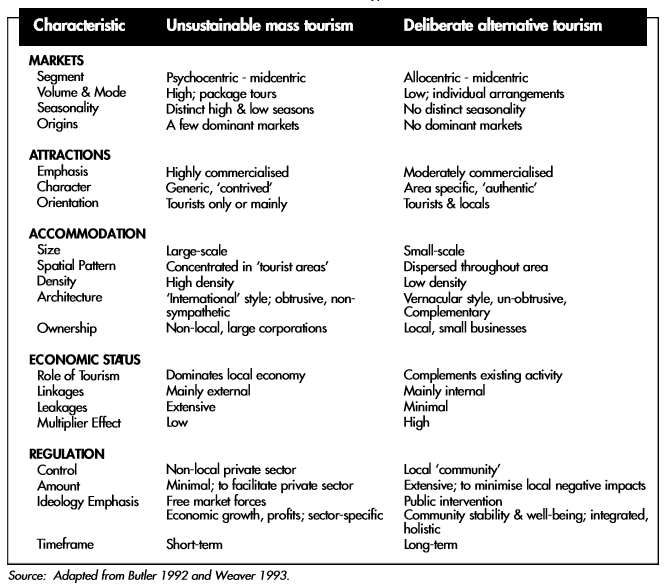 Characteristic Unsustainable mass tourism Deliberate alternative tourism
MARKETS
Segment Psychocentric - midcentric Allocentric - midcentric
Volume & Mode High; package tours Low; individual arrangements
Seasonality Distinct high & low seasons No distinct seasonality
Origins A few dominant markets No dominant markets
ATTRACTIONS
Emphasis Highly commercialised Moderately commercialised
Character Generic, 'contrived' Area specific, 'authentic'
Orientation Tourists only or mainly Tourists & locals
ACCOMMODATION
Size Large-scale Small-scale
Spatial Pattern Concentrated in 'tourist areas' Dispersed throughout area
Density High density Low density
Architecture 'International' style; obtrusive, non- Vernacular style, un-obtrusive,
sympathetic Complementary
Ownership Non-local, large corporations Local, small businesses
ECONOMIC STATUS
Role of Tourism Dominates local economy Complements existing activity
Linkages Mainly external Mainly internal
Leakages Extensive Minimal
Multiplier Effect Low High
REGULATION
Control Non-local private sector Local 'community'
Amount Minimal; to facilitate private sector Extensive; to minimise local negative impacts
Ideology Emphasis Free market forces Public intervention
Economic growth, profits; sector-specific Community stability & well-being; integrated,
holistic
Timeframe Short-term Long-term
Source: Adapted from Butler 1992 and Weaver 1993.